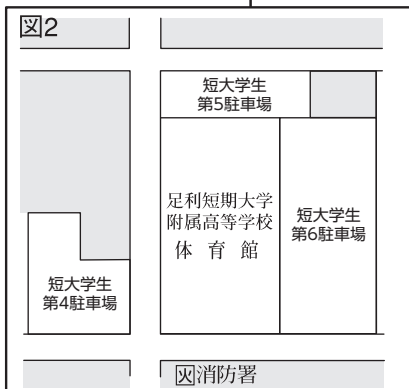 図2
短大学生
第5駐車場
足利短期大学
附属高等学校
体育館
短大学生
第6駐車場
短大学生
第4駐車場
火消防署